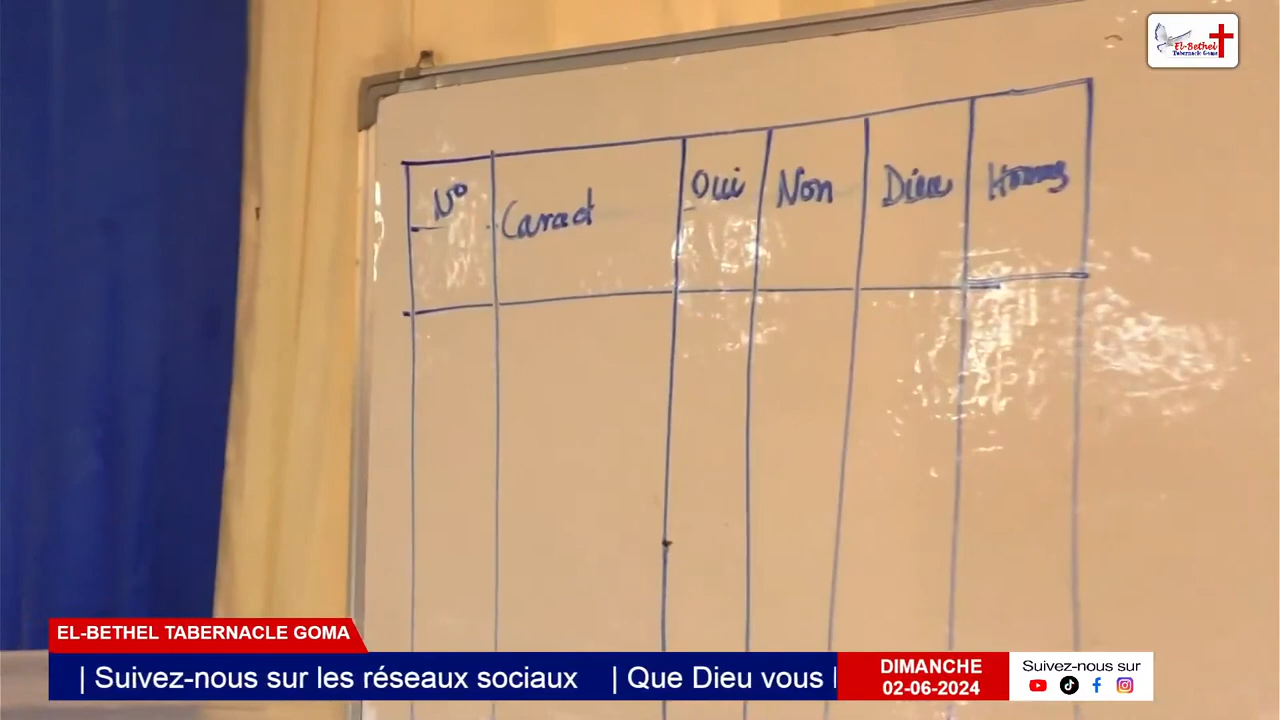 El-Bethel
Tabernacle Goma
N° Caract Oui Non Dieu Homme
EL-BETHEL TABERNACLE GOMA
| Suivez-nous sur les réseaux sociaux | Que Dieu vous
DIMANCHE
02-06-2024
Suivez-nous sur